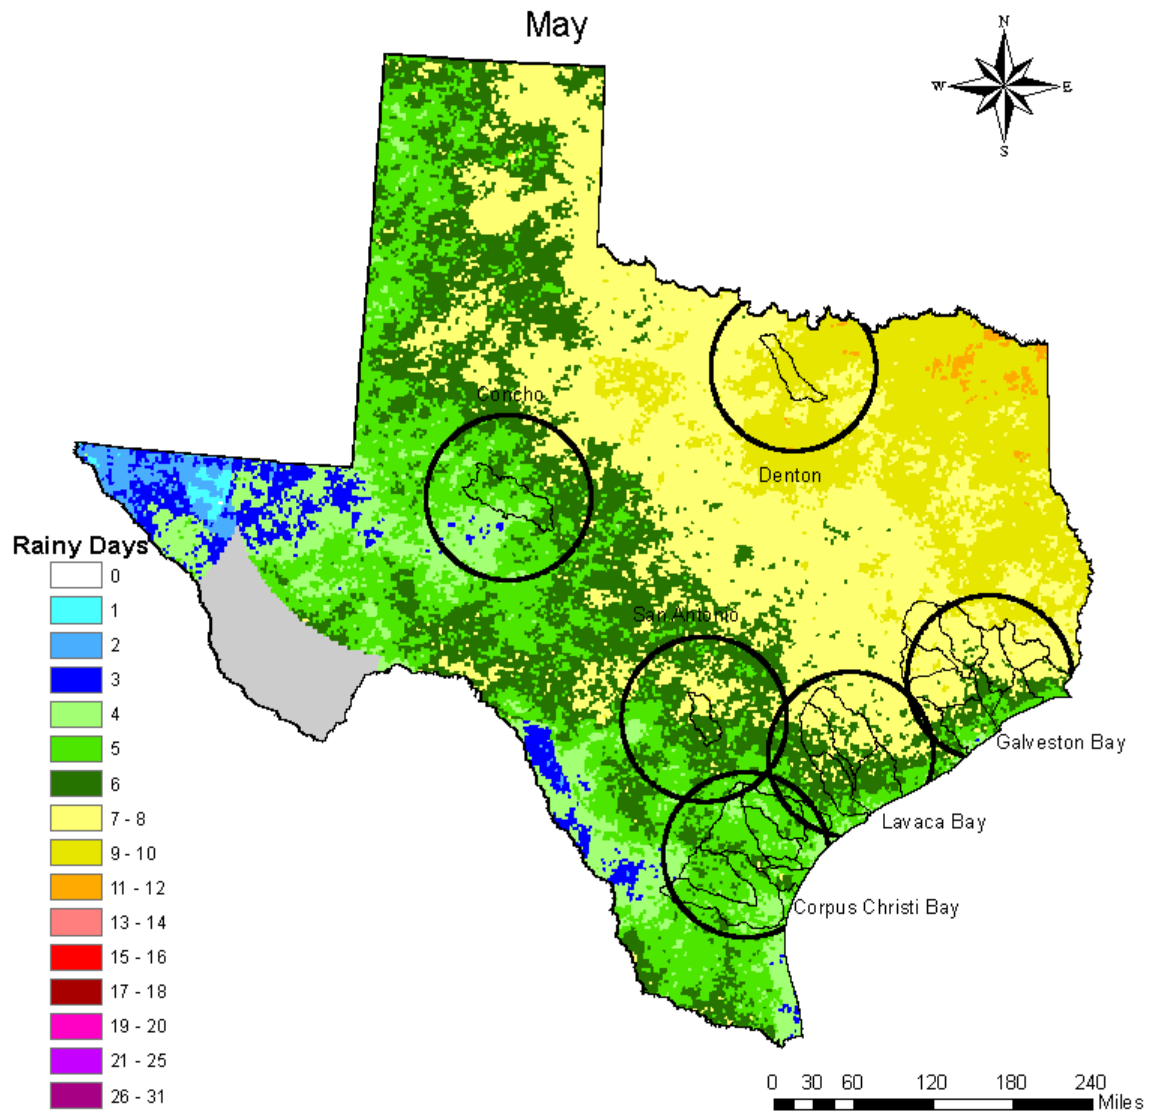 May
N
W
E
S
Concho
Denton
San Antonio
Galveston Bay
Lavaca Bay
Corpus Christi Bay
Rainy Days
0
1
2
3
4
5
6
7 - 8
9 - 10
11 - 12
13 - 14
15 - 16
17 - 18
19 - 20
21 - 25
26 - 31
0 30 60 120 180 240
Miles